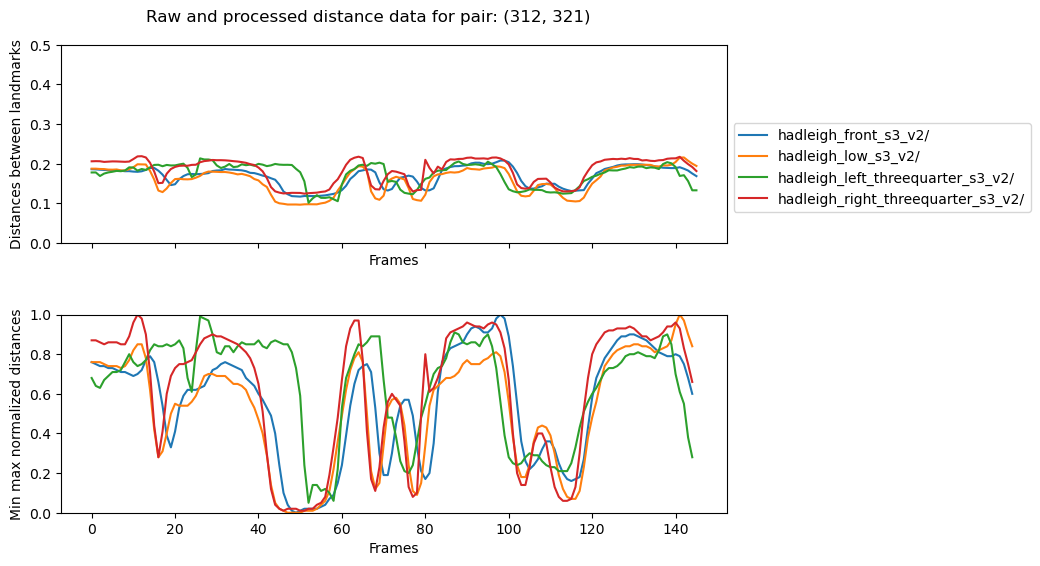 Raw and processed distance data for pair: (312, 321)
Distances between landmarks
0.5
0.4
0.3
0.2
0.1
0.0
Frames
hadleigh_front_s3_v2/
hadleigh_low_s3_v2/
hadleigh_left_threequarter_s3_v2/
hadleigh_right_threequarter_s3_v2/
Min max normalized distances
1.0
0.8
0.6
0.4
0.2
0.0
0 20 40 60 80 100 120 140
Frames